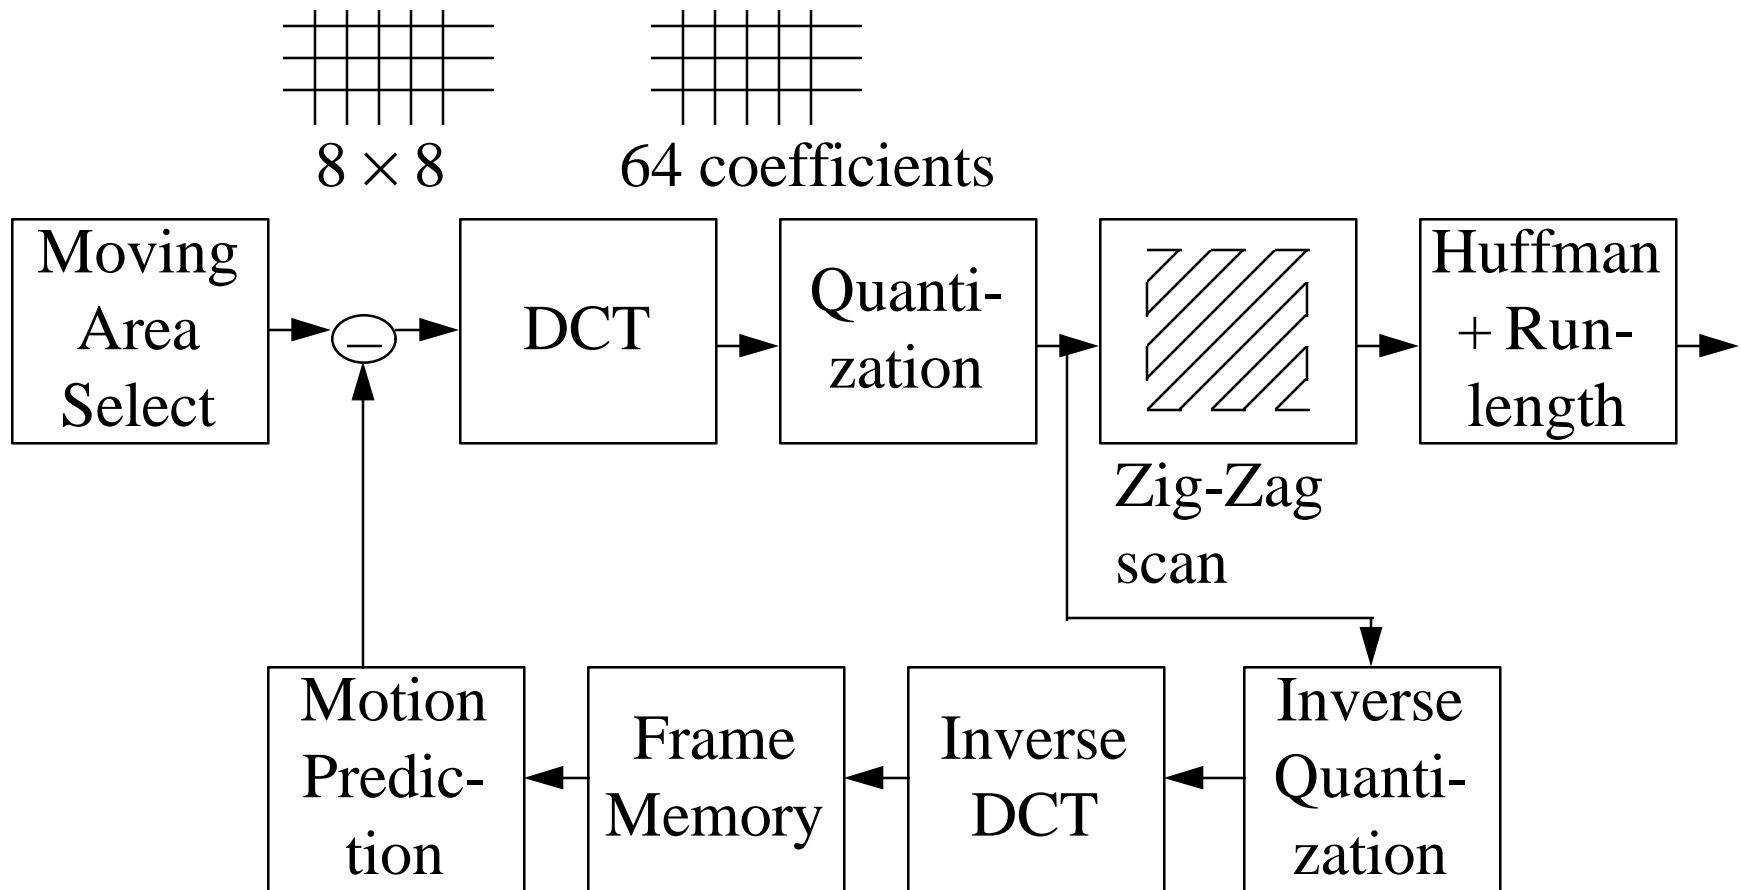 8 × 8
64 coefficients
Moving
Area
Select
–
DCT
Quanti-
zation
Zig-Zag
scan
Huffman
+ Run-
length
Motion
Predic-
tion
Frame
Memory
Inverse
DCT
Inverse
Quanti-
zation